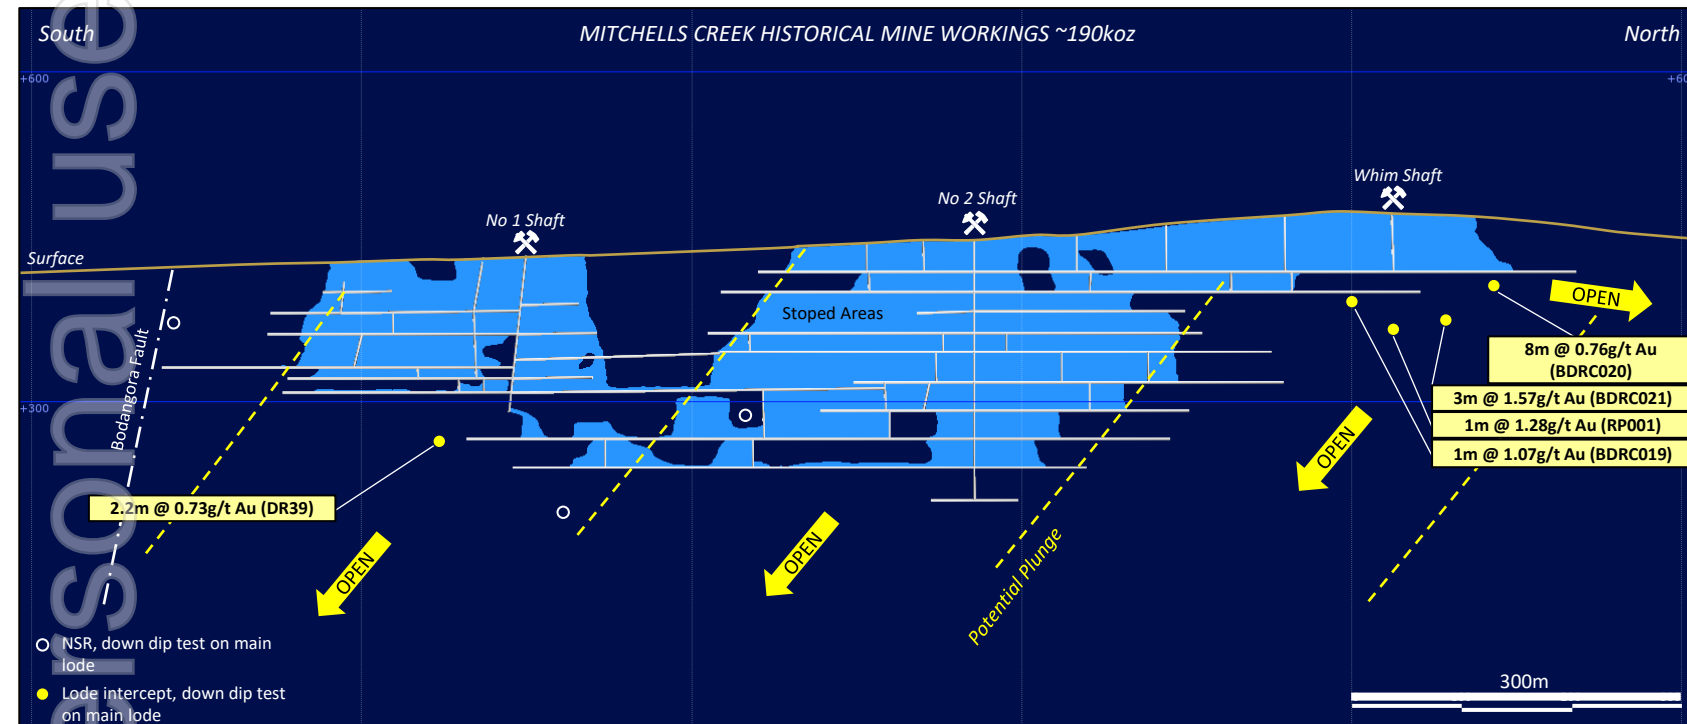 South
MITCHELLS CREEK HISTORICAL MINE WORKINGS ~190koz
North
+600
+60
Whim Shaft
No 2 Shaft
No 1 Shaft
Surface
OPEN
Stoped Areas
Bodangora Fault
8m @ 0.76g/t Au
(BDRC020)
3m @ 1.57g/t Au (BDRC021)
1m @ 1.28g/t Au (RP001)
1m @ 1.07g/t Au (BDRC019)
+300
OPEN
2.2m @ 0.73g/t Au (DR39)
OPEN
OPEN
Potential Plunge
NSR, down dip test on main
lode
Lode intercept, down dip test
on main lode
300m
ersonal use